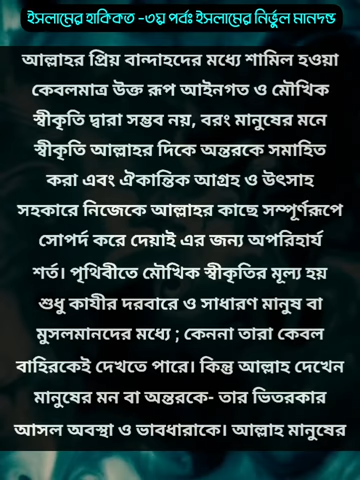 ইসলামের হাকিকত -৩য় পর্বঃ ইসলামের নির্ভুল মানদন্ড
আল্লাহর প্রিয় বান্দাহদের মধ্যে শামিল হওয়া
কেবলমাত্র উক্ত রূপ আইনগত ও মৌখিক
স্বীকৃতি দ্বারা সম্ভব নয়, বরং মানুষের মনে
স্বীকৃতি আল্লাহর দিকে অন্তরকে সমাহিত
করা এবং ঐকান্তিক আগ্রহ ও উৎসাহ
সহকারে নিজেকে আল্লাহর কাছে সম্পূর্ণরূপে
সোপর্দ করে দেয়াই এর জন্য অপরিহার্য
শর্ত। পৃথিবীতে মৌখিক স্বীকৃতির মূল্য হয়
শুধু কাযীর দরবারে ও সাধারণ মানুষ বা
মুসলমানদের মধ্যে ; কেননা তারা কেবল
বাহিরকেই দেখতে পারে। কিন্তু আল্লাহ দেখেন
মানুষের মন বা অন্তরকে- তার ভিতরকার
আসল অবস্থা ও ভাবধারাকে। আল্লাহ মানুষের